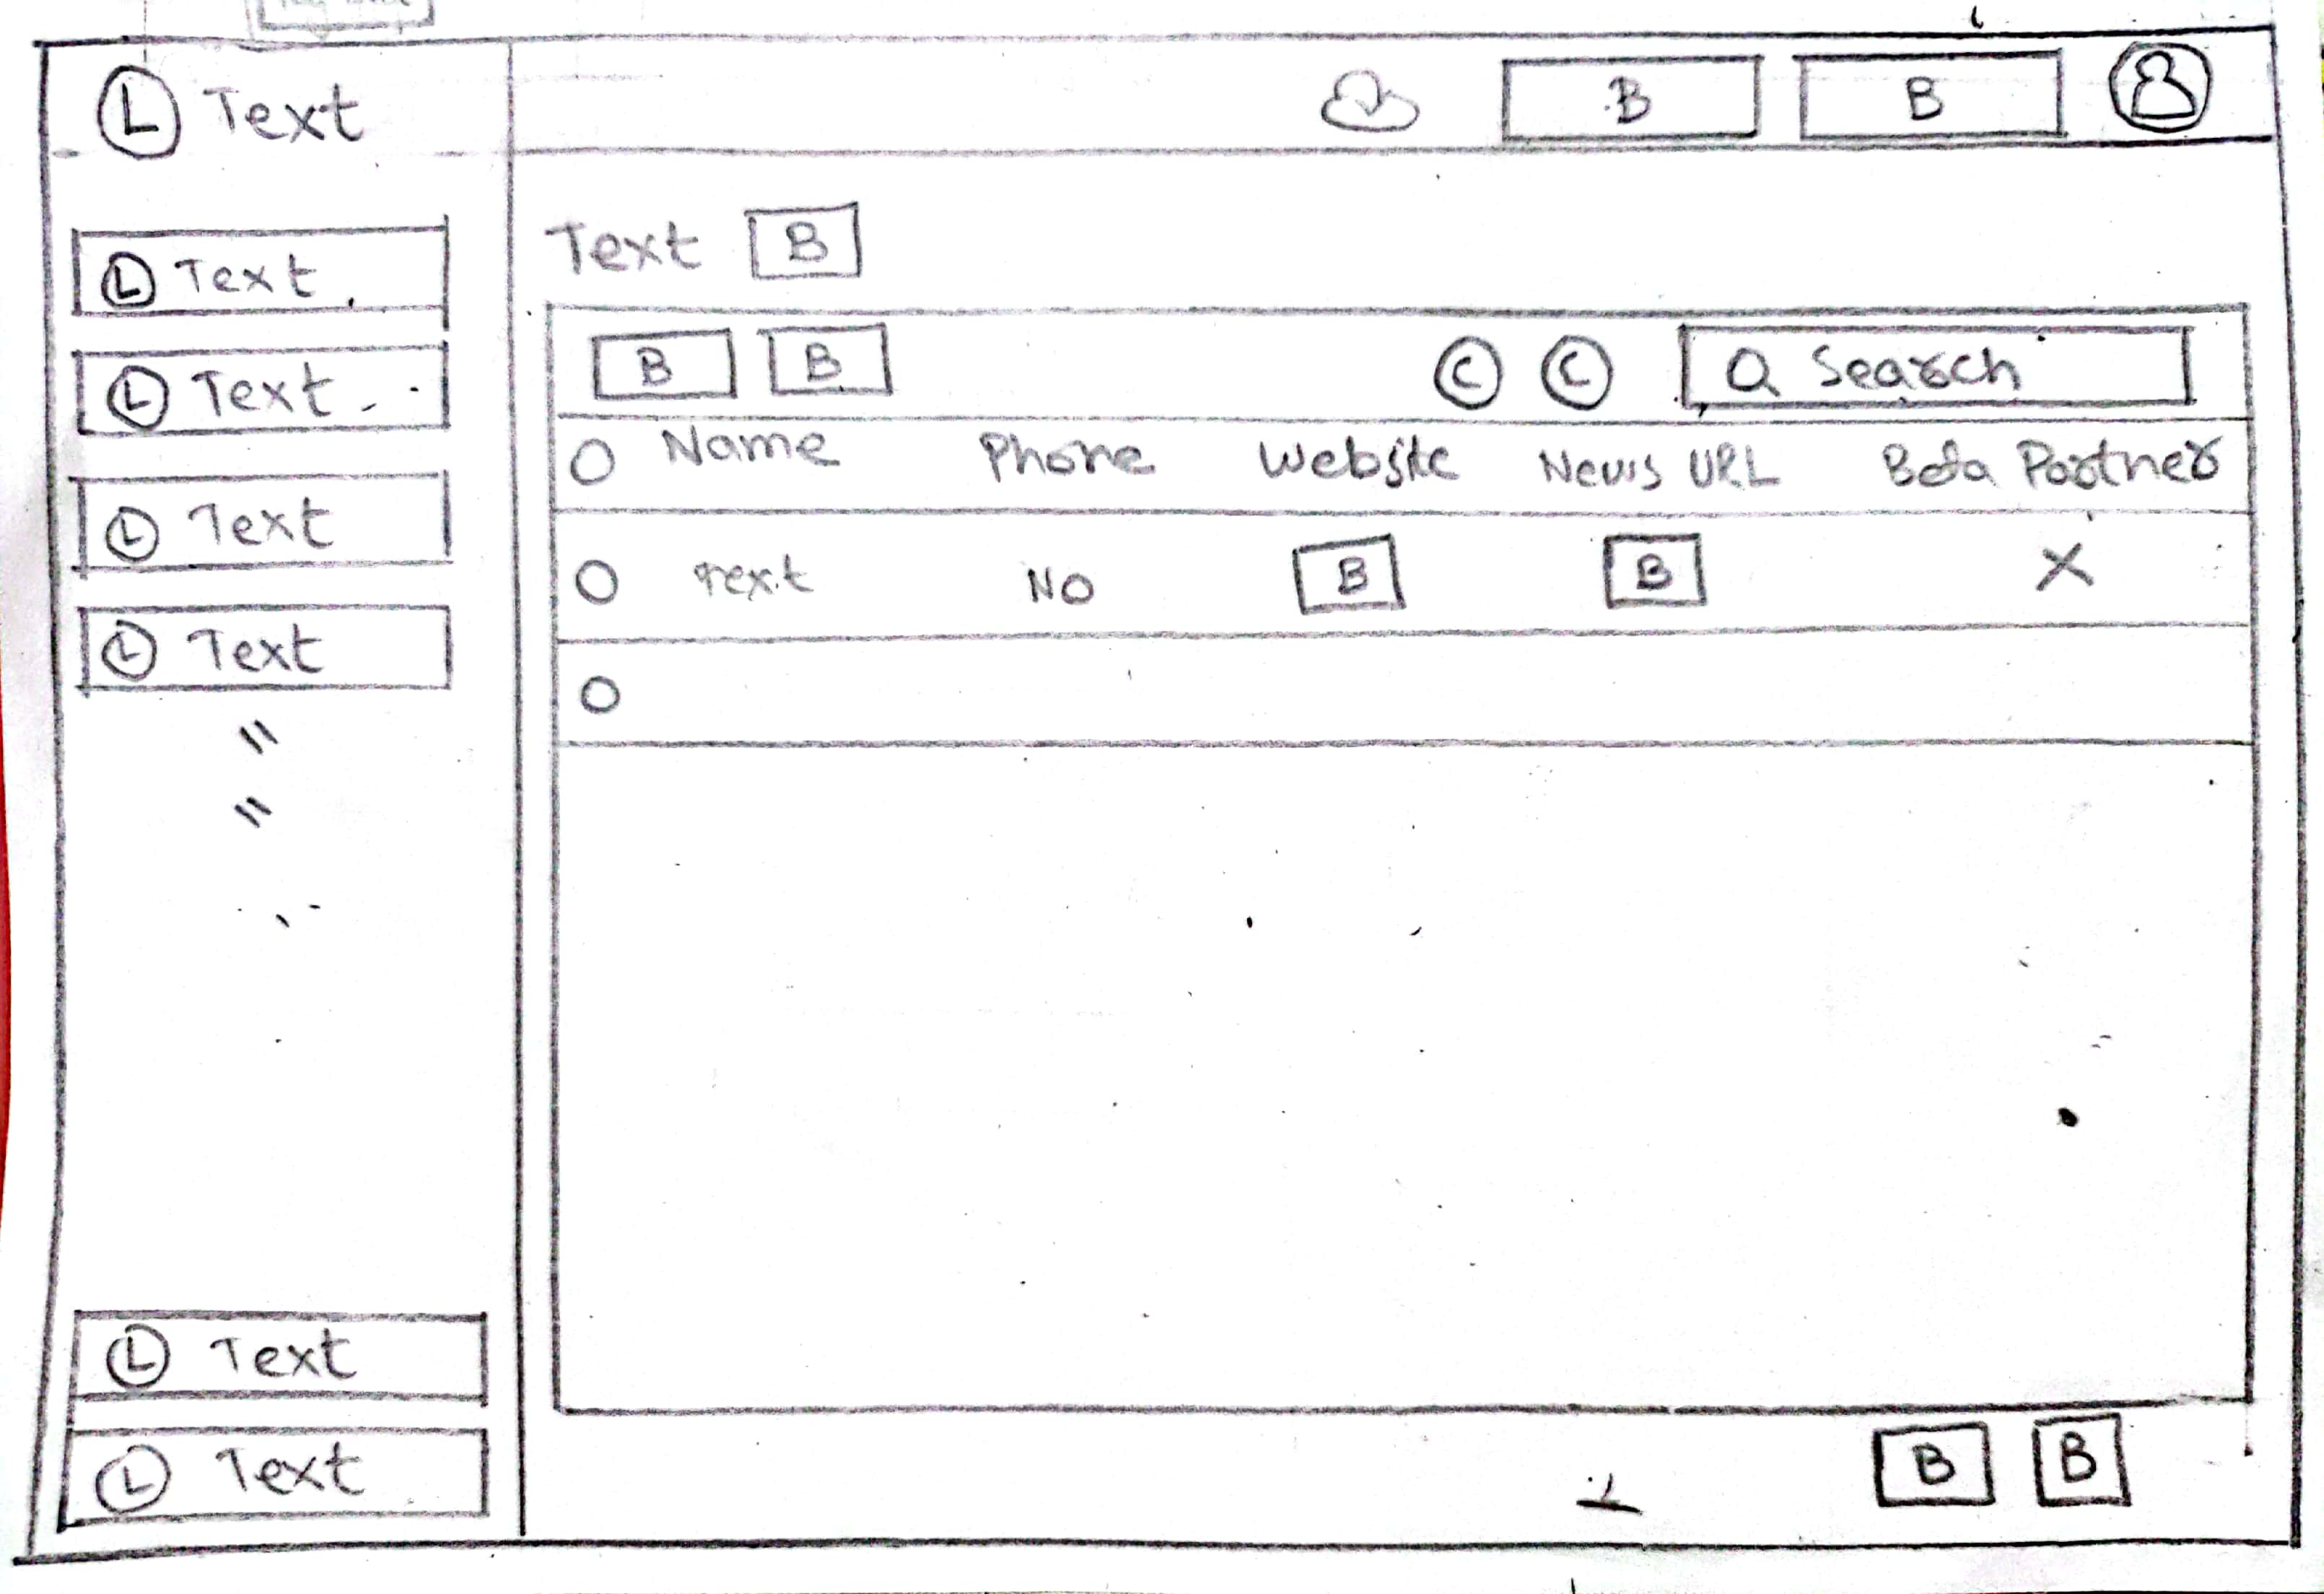 L Text
B B
L Text
L Text
L Text
L Text
"
"
L Text
L Text
Text B
B B C C Search
Name Phone Website News URL Beta Partner
Text NO B B X
B B